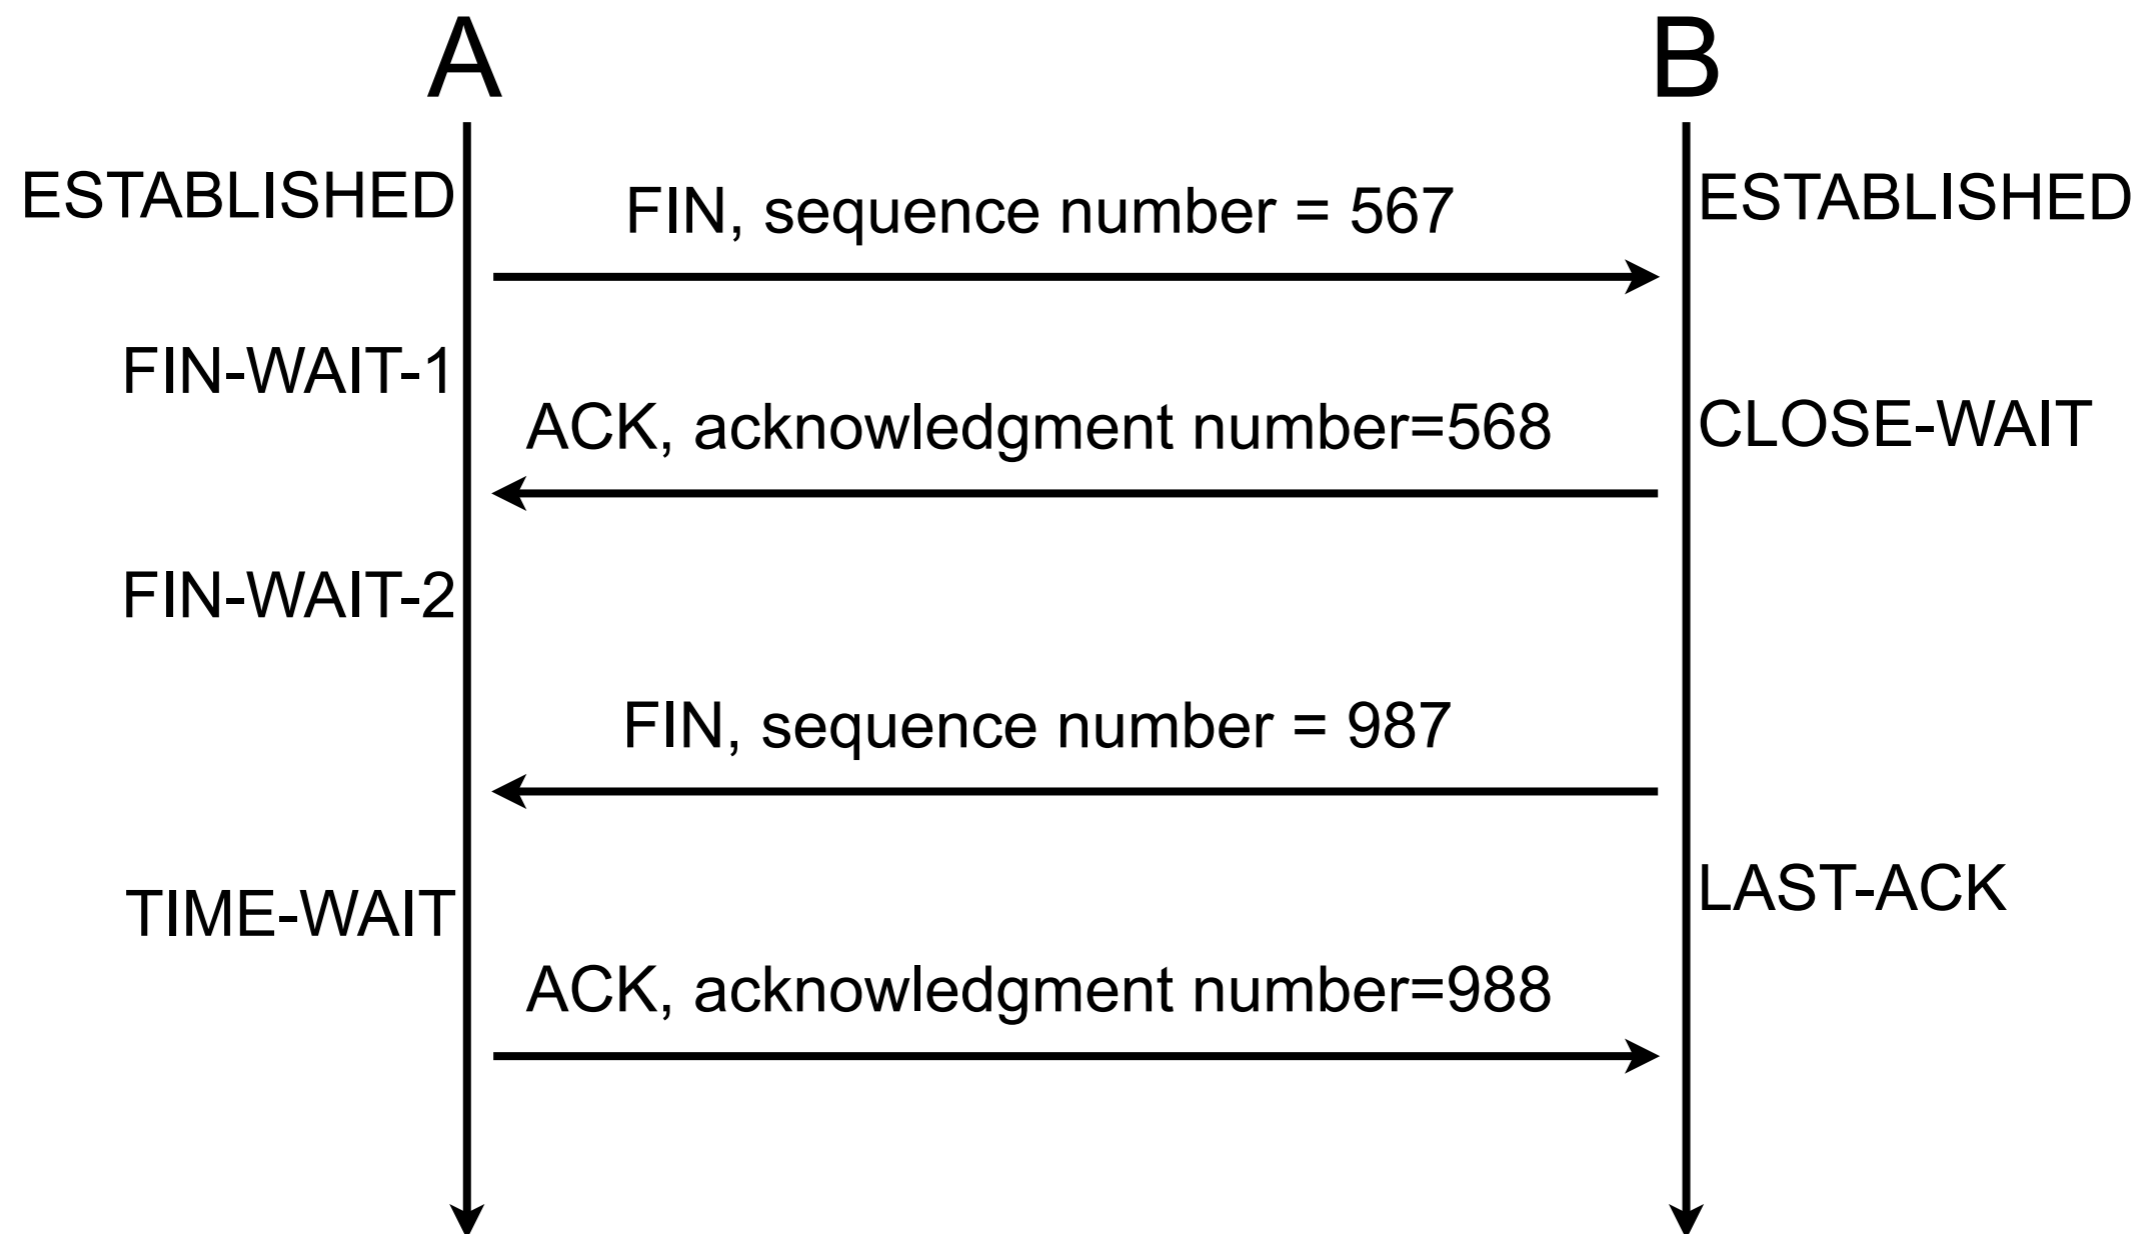 A
B
ESTABLISHED
ESTABLISHED
FIN, sequence number = 567
FIN-WAIT-1
ACK, acknowledgment number=568
CLOSE-WAIT
FIN-WAIT-2
FIN, sequence number = 987
TIME-WAIT
LAST-ACK
ACK, acknowledgment number=988